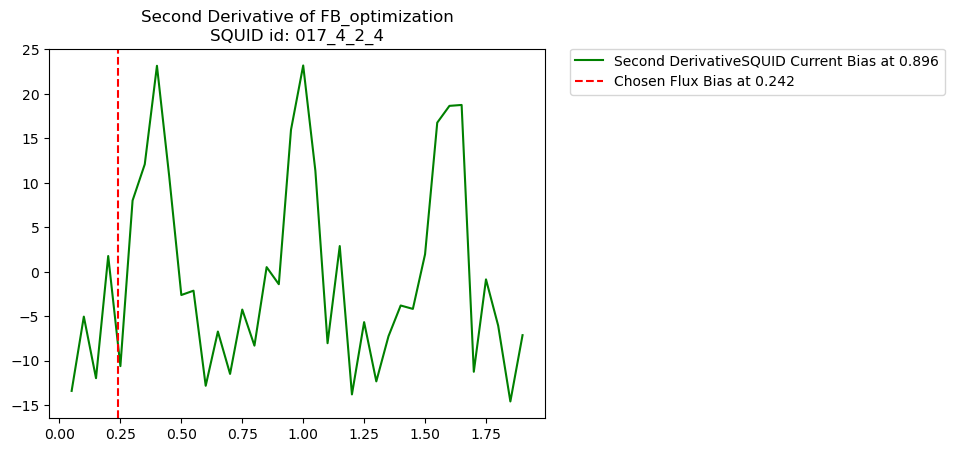 Second Derivative of FB_optimization
SQUID id: 017_4_2_4
Second DerivativeSQUID Current Bias at 0.896
Chosen Flux Bias at 0.242
25
20
15
10
5
0
−5
−10
−15
0.00 0.25 0.50 0.75 1.00 1.25 1.50 1.75